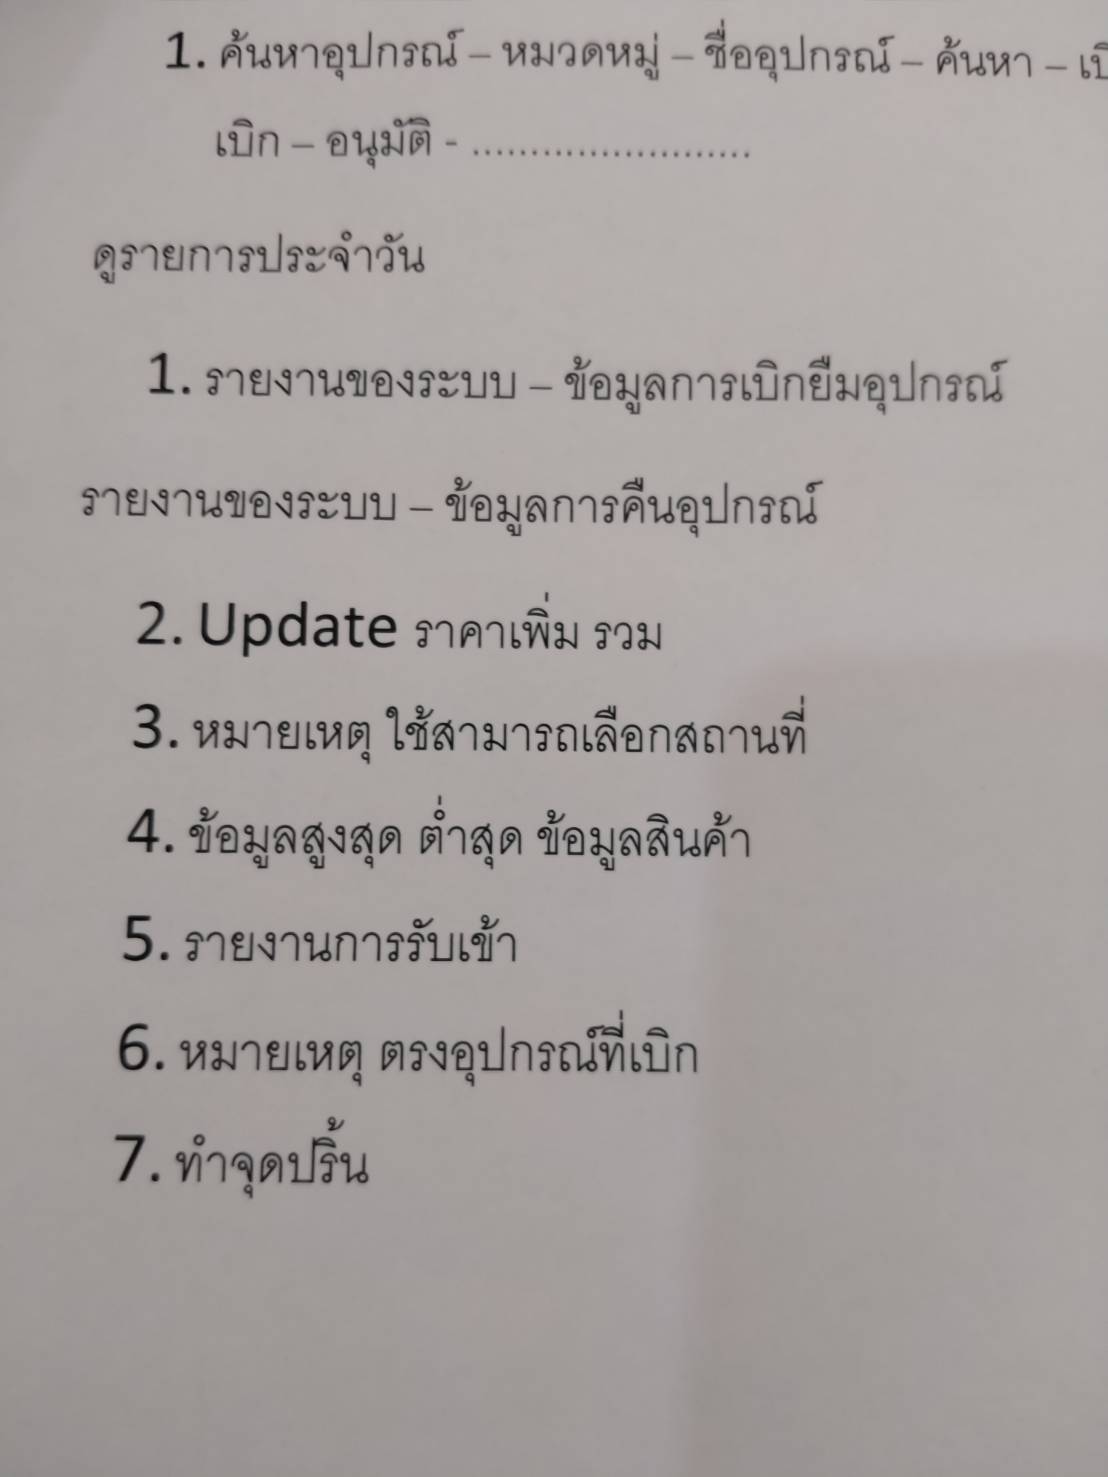 1. ค้นหาอุปกรณ์ – หมวดหมู่ – ชื่ออุปกรณ์ – ค้นหา –
เบิก – อนุมัติ - ........................
ดูรายการประจำวัน
1. รายงานของระบบ – ข้อมูลการเบิกยืมอุปกรณ์
รายงานของระบบ – ข้อมูลการคืนอุปกรณ์
2. Update ราคาเพิ่ม รวม
3. หมายเหตุ ใช้สามารถเลือกสถานที่
4. ข้อมูลสูงสุด ต่ำสุด ข้อมูลสินค้า
5. รายงานการรับเข้า
6. หมายเหตุ ตรงอุปกรณ์ที่เบิก
7. ทำจุดปริ้น